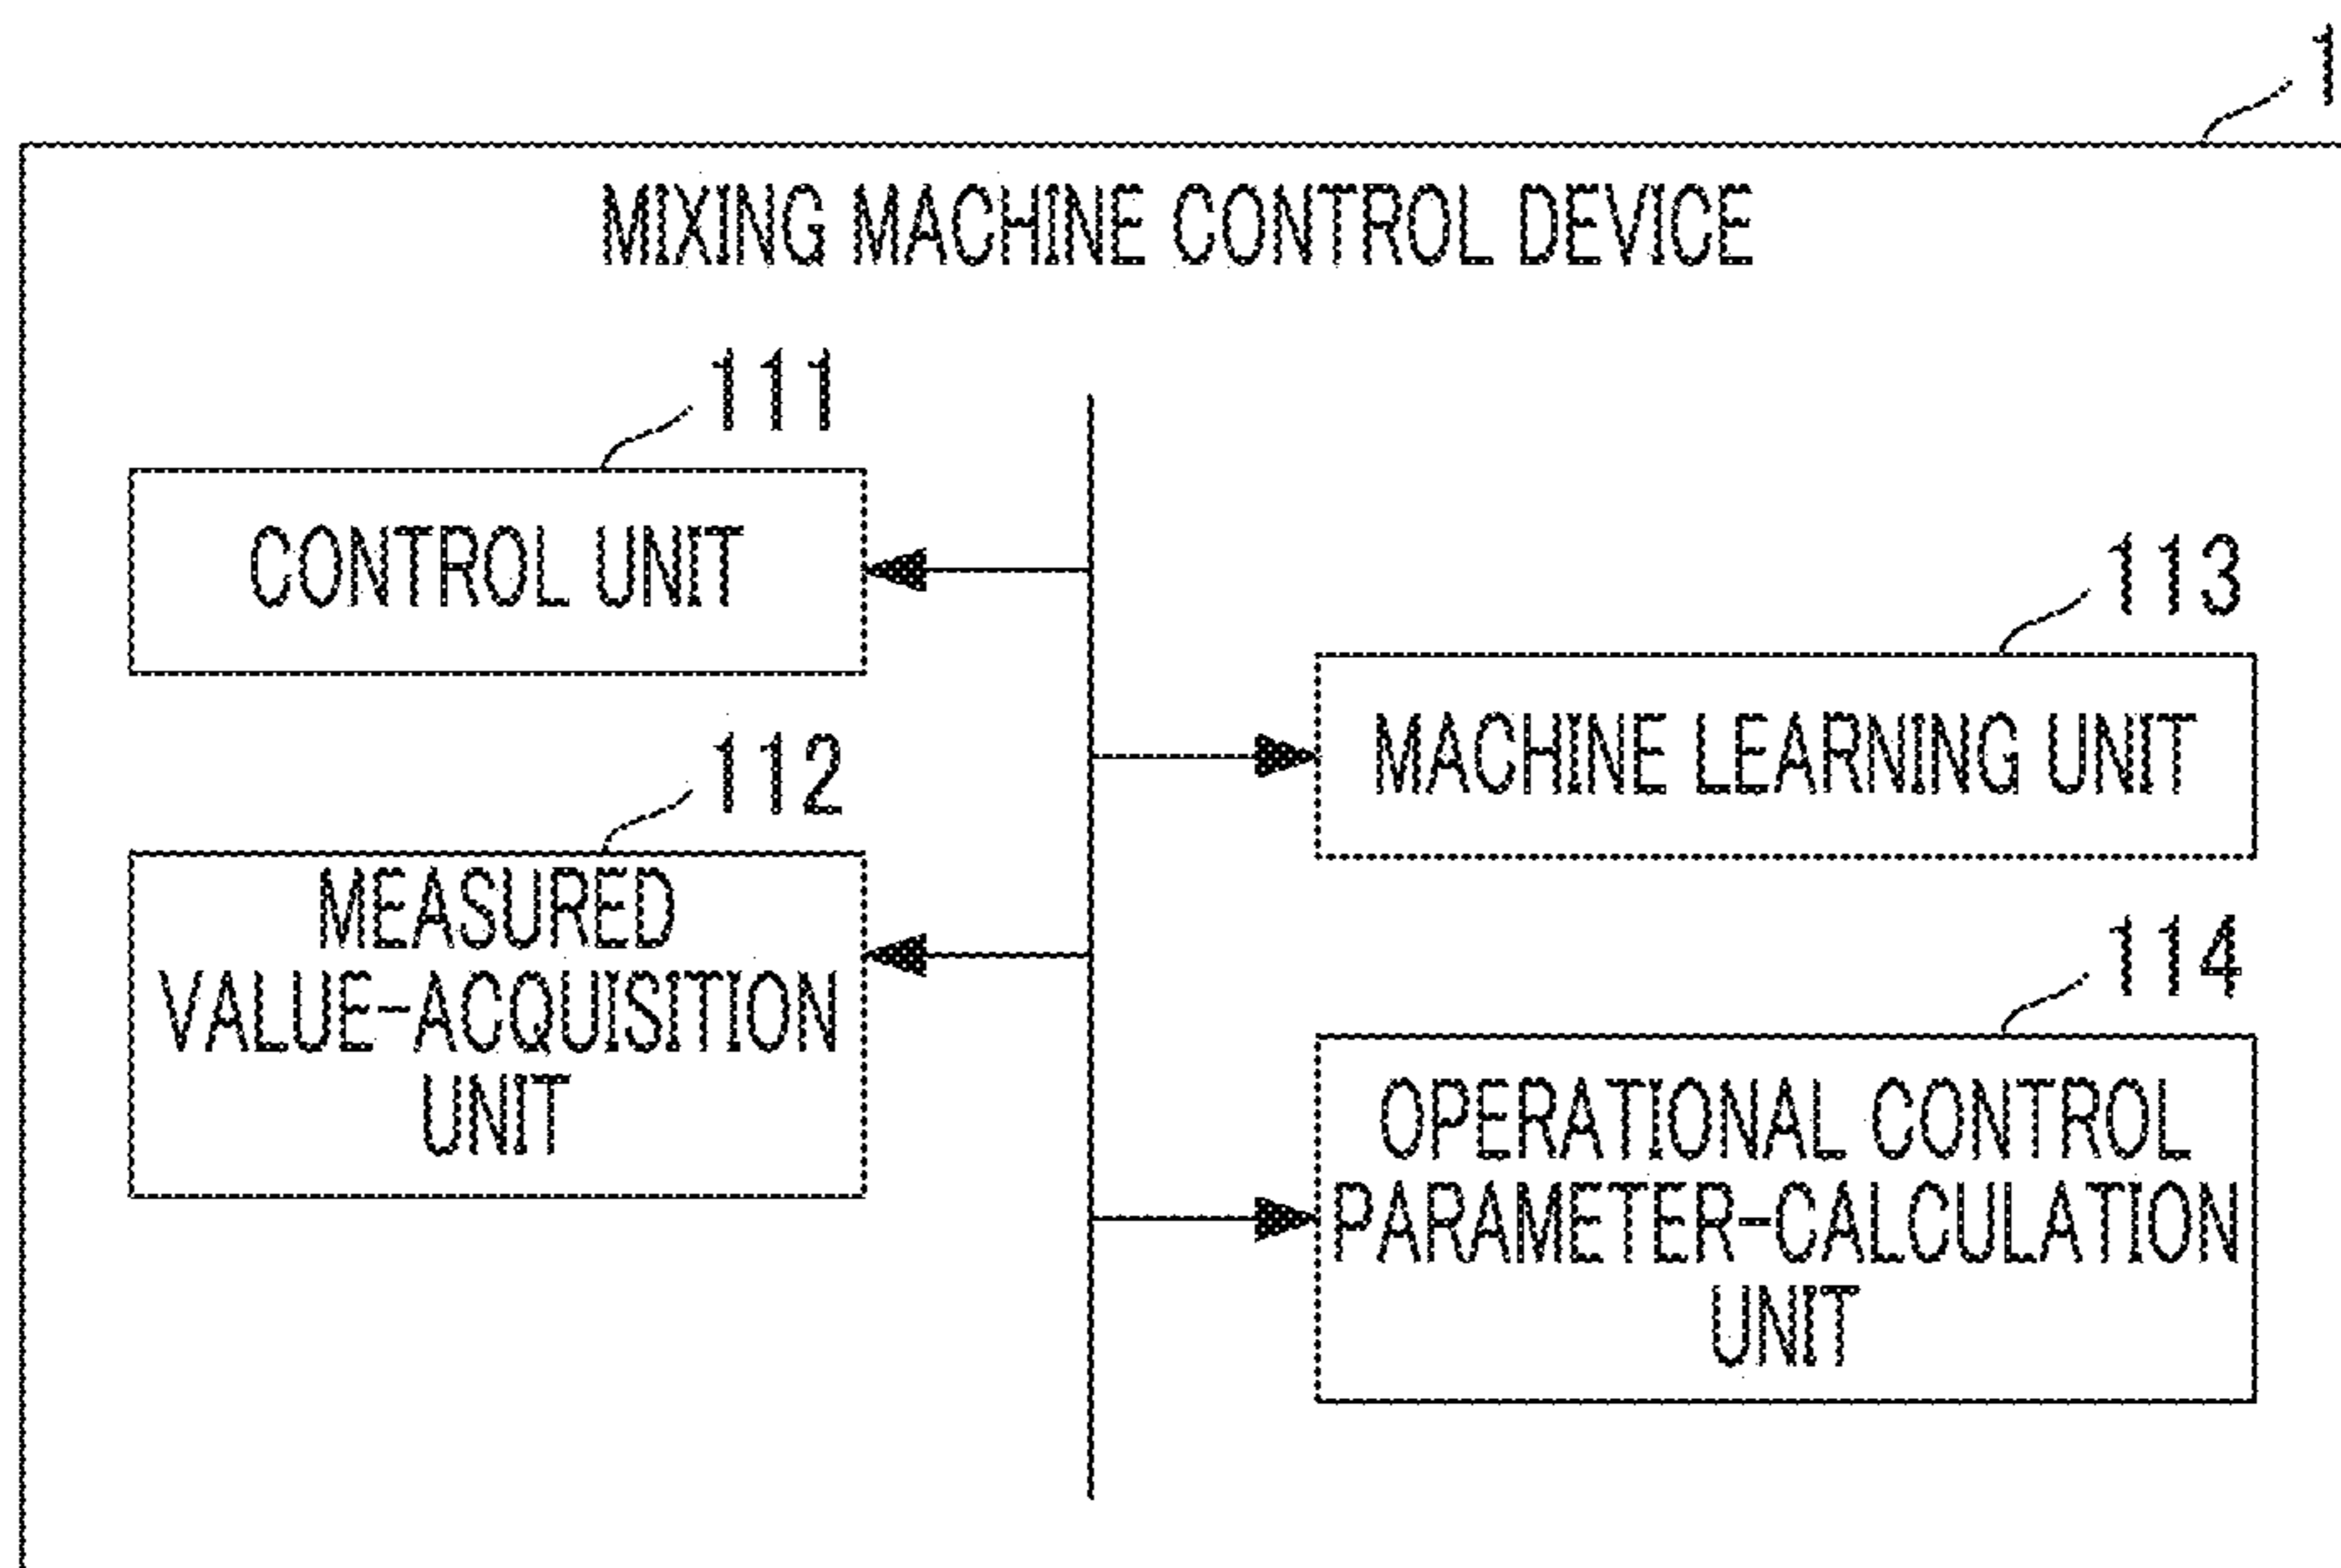 1
MIXING MACHINE CONTROL DEVICE
111
CONTROL UNIT
112
MEASURED
VALUE-ACQUISITION
UNIT
113
MACHINE LEARNING UNIT
114
OPERATIONAL CONTROL
PARAMETER-CALCULATION
UNIT